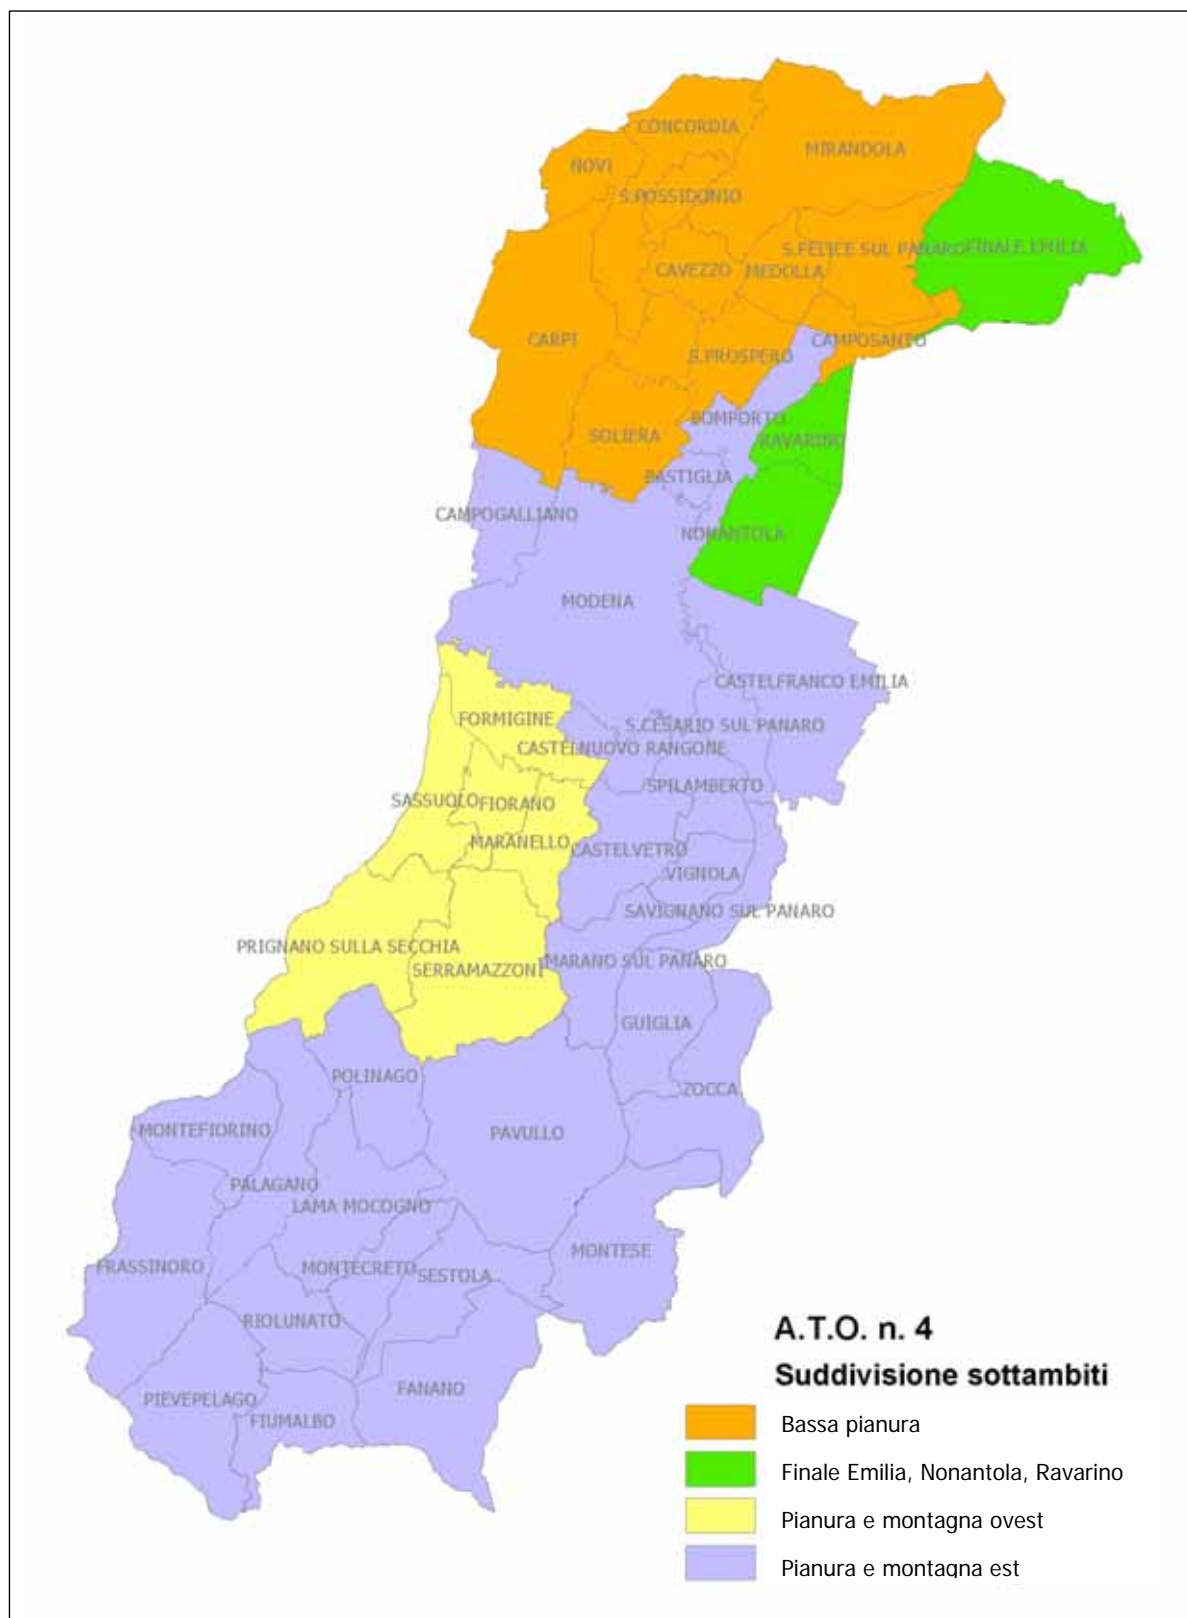 CONCORDIA
MIRANDOLA
NOVI
S.POSSIDONIO
S.FELICE SUL PANARO
FINALE EMILIA
CAVEZZO
MEDOLLA
CARPI
CAMPOSANTO
S.PROSPERO
BOMPORTO
SOLIERA
RAVARINO
BASTIGLIA
CAMPOGALLIANO
NONANTOLA
MODENA
CASTELFRANCO EMILIA
FORMIGINE
S.CESARIO SUL PANARO
CASTELNUOVO RANGONE
SPILAMBERTO
SASSUOLO
FIORANO
MARANELLO
CASTELVETRO
VIGNOLA
SAVIGNANO SUL PANARO
PRIGNANO SULLA SECCHIA
MARANO SUL PANARO
SERRAMAZZONI
GUIGLIA
POLINAGO
ZOCCA
MONTEFIORINO
PAVULLO
PALAGANO
LAMA MOCOGNO
MONTESE
FRASSINORO
MONTECRETO
SESTOLA
RIOLUNATO
FANANO
PIEVEPELAGO
FIUMALBO
A.T.O. n. 4
Suddivisione sottambiti
Bassa pianura
Finale Emilia, Nonantola, Ravarino
Pianura e montagna ovest
Pianura e montagna est